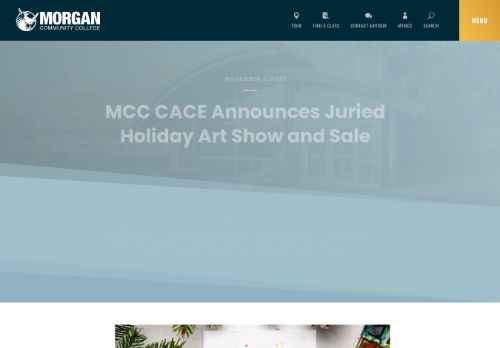 MORGAN
COMMUNITY COLLEGE
TOUR
FIND A CLASS
CONTACT ADVISOR
MYMCC
SEARCH
MENU
NOVEMBER 2, 2023
MCC CACE Announces Juried
Holiday Art Show and Sale